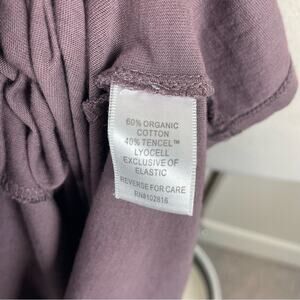 60% ORGANIC
COTTON
40% TENCEL™
LYOCELL
EXCLUSIVE OF
ELASTIC
REVERSE FOR CARE
RN#102816